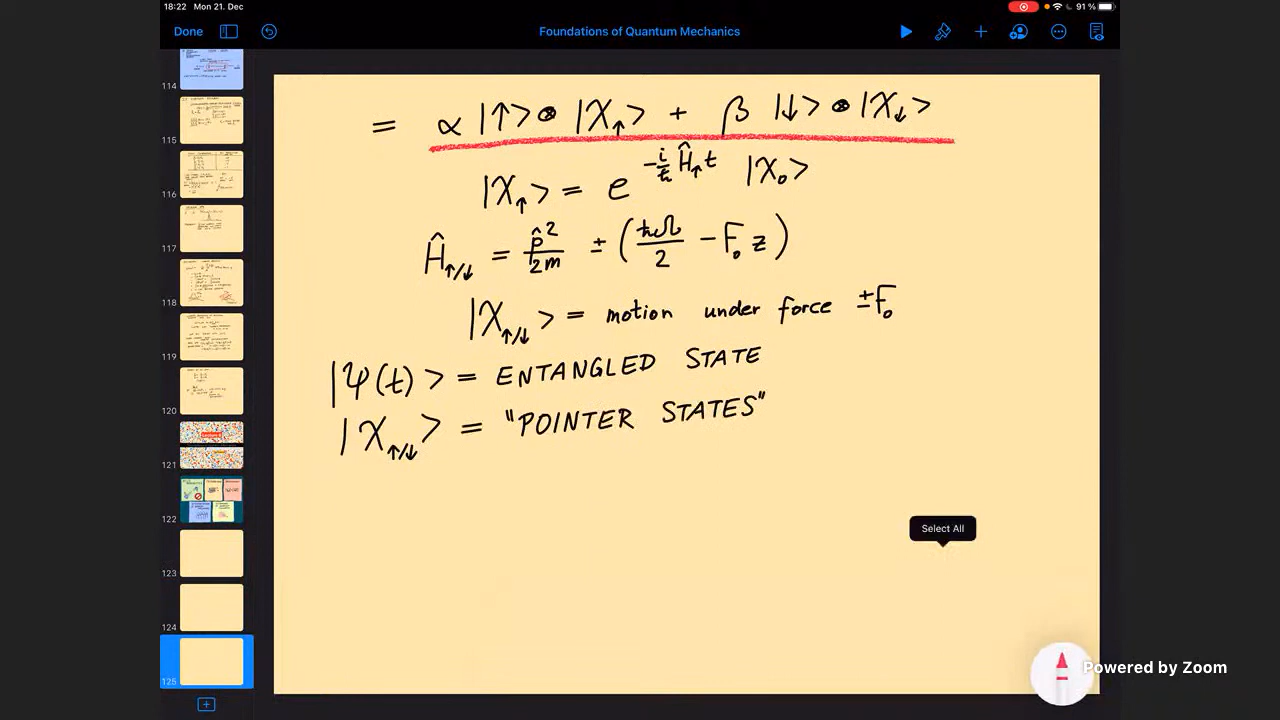 18:22 Mon 21. Dec
91 %
Done
Foundations of Quantum Mechanics
= α |↑> ⊗ |χ↑> + β |↓> ⊗ |χ↓>
|χ↑> = e^{-i/ħ Ĥ↑t} |χ₀>
Ĥ↑/↓ = p̂²/2m ± (ħΩ/2 − F₀ z)
|χ↑/↓> = motion under force ±F₀
|Ψ(t)> = ENTANGLED STATE
|χ↑/↓> = "POINTER STATES"
Select All
114
115
116
117
118
119
120
121
122
123
124
125
Powered by Zoom